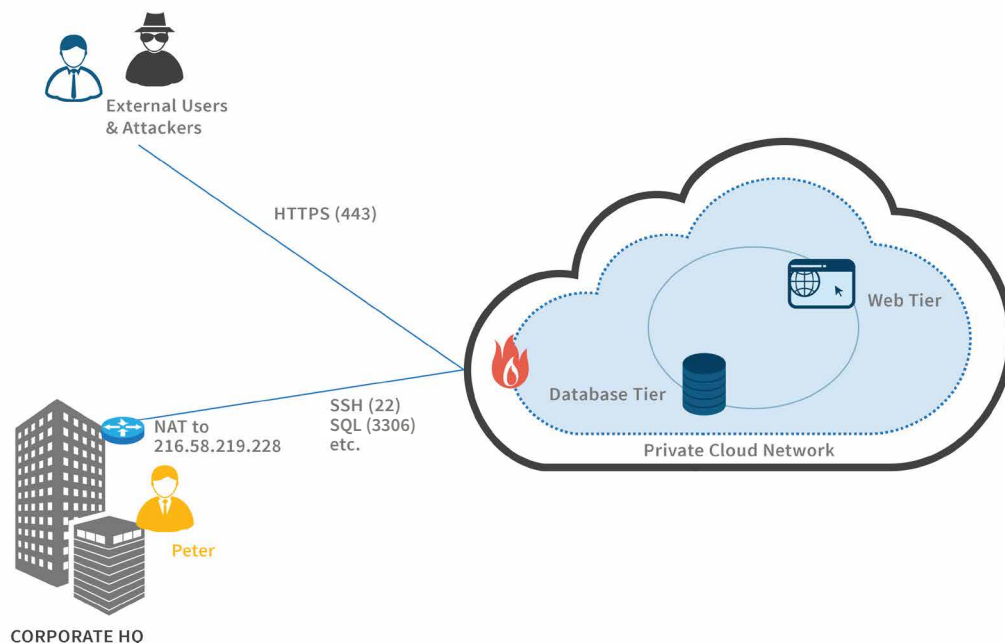 External Users
& Attackers
HTTPS (443)
Web Tier
Database Tier
SSH (22)
SQL (3306)
etc.
NAT to
216.58.219.228
Private Cloud Network
Peter
CORPORATE HQ